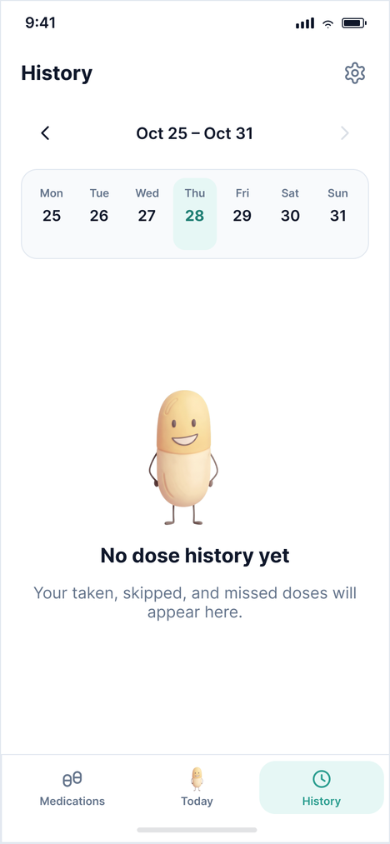 9:41
History
Oct 25 – Oct 31
Mon Tue Wed Thu Fri Sat Sun
25 26 27 28 29 30 31
No dose history yet
Your taken, skipped, and missed doses will
appear here.
Medications Today History